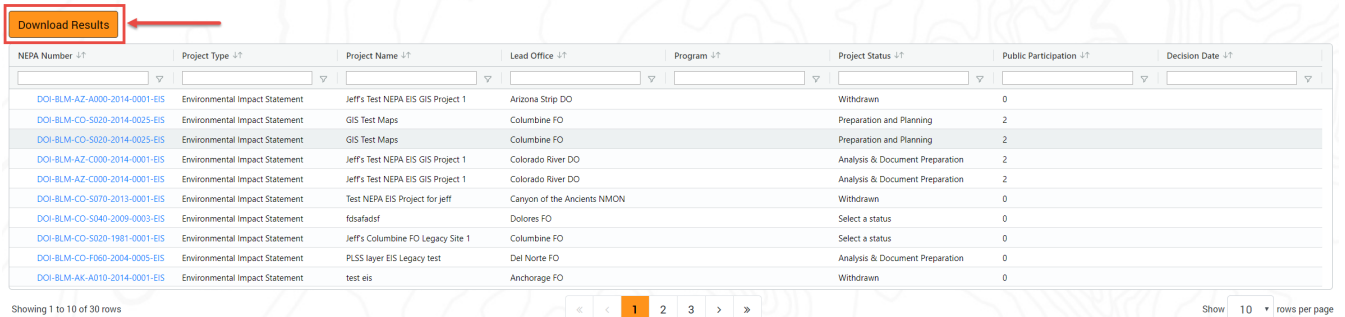 Download Results
NEPA Number Project Type Project Name Lead Office Program Project Status Public Participation Decision Date
DOI-BLM-AZ-A000-2014-0001-EIS Environmental Impact Statement Jeff's Test NEPA EIS GIS Project 1 Arizona Strip DO Withdrawn 0
DOI-BLM-CO-S020-2014-0025-EIS Environmental Impact Statement GIS Test Maps Columbine FO Preparation and Planning 2
DOI-BLM-CO-S020-2014-0025-EIS Environmental Impact Statement GIS Test Maps Columbine FO Preparation and Planning 2
DOI-BLM-AZ-C000-2014-0001-EIS Environmental Impact Statement Jeff's Test NEPA EIS GIS Project 1 Colorado River DO Analysis & Document Preparation 2
DOI-BLM-AZ-C000-2014-0001-EIS Environmental Impact Statement Jeff's Test NEPA EIS GIS Project 1 Colorado River DO Analysis & Document Preparation 2
DOI-BLM-CO-S070-2013-0001-EIS Environmental Impact Statement Test NEPA EIS Project for jeff Canyon of the Ancients NMON Withdrawn 0
DOI-BLM-CO-S040-2009-0003-EIS Environmental Impact Statement fdsafadsf Dolores FO Select a status 0
DOI-BLM-CO-S020-1981-0001-EIS Environmental Impact Statement Jeff's Columbine FO Legacy Site 1 Columbine FO Select a status 0
DOI-BLM-CO-F060-2004-0005-EIS Environmental Impact Statement PLSS layer EIS Legacy test Del Norte FO Analysis & Document Preparation 0
DOI-BLM-AK-A010-2014-0001-EIS Environmental Impact Statement test eis Anchorage FO Withdrawn 0
Showing 1 to 10 of 30 rows « < 1 2 3 > » Show 10 rows per page